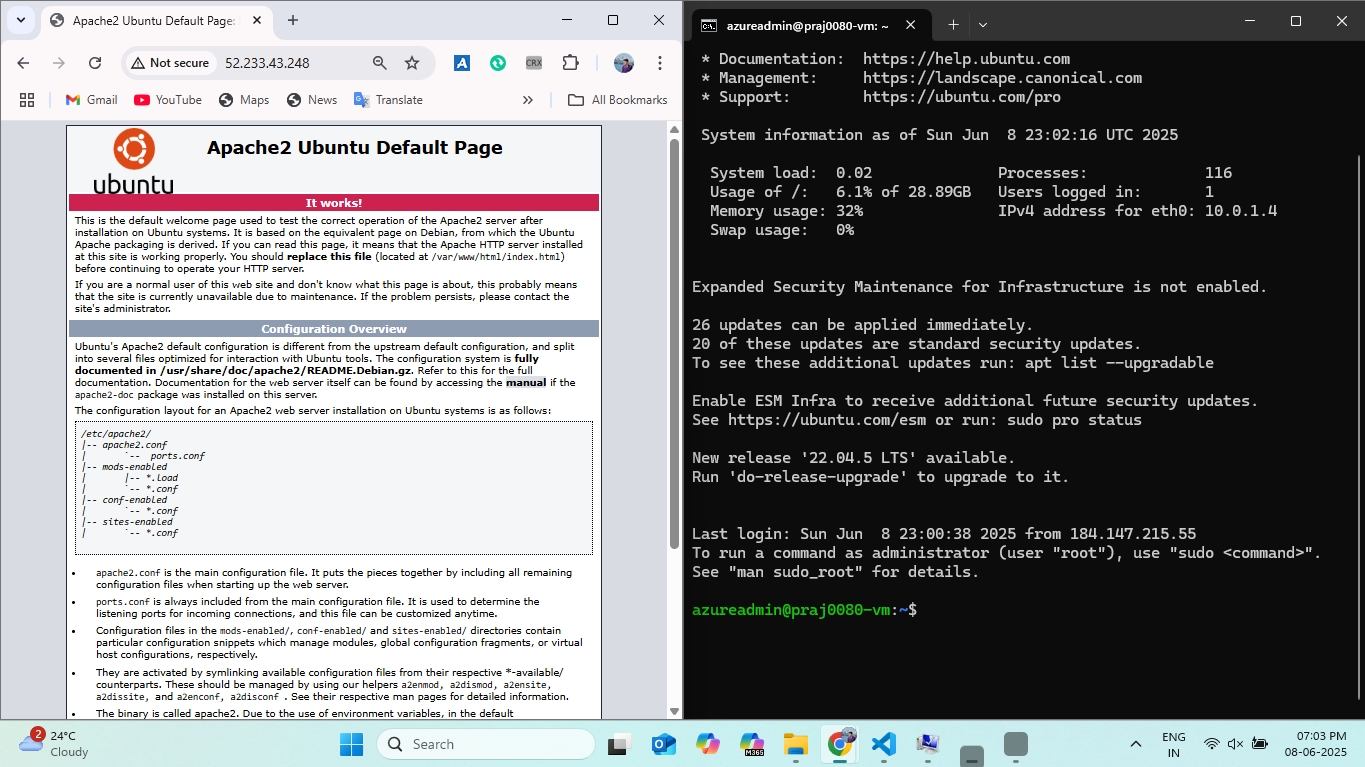 Apache2 Ubuntu Default Page:
Not secure
52.233.43.248
CRX
Gmail
YouTube
Maps
News
Translate
All Bookmarks
ubuntu
Apache2 Ubuntu Default Page
It works!
This is the default welcome page used to test the correct operation of the Apache2 server after
installation on Ubuntu systems. It is based on the equivalent page on Debian, from which the Ubuntu
Apache packaging is derived. If you can read this page, it means that the Apache HTTP server installed
at this site is working properly. You should replace this file (located at /var/www/html/index.html)
before continuing to operate your HTTP server.
If you are a normal user of this web site and don't know what this page is about, this probably means
that the site is currently unavailable due to maintenance. If the problem persists, please contact the
site's administrator.
Configuration Overview
Ubuntu's Apache2 default configuration is different from the upstream default configuration, and split
into several files optimized for interaction with Ubuntu tools. The configuration system is fully
documented in /usr/share/doc/apache2/README.Debian.gz. Refer to this for the full
documentation. Documentation for the web server itself can be found by accessing the manual if the
apache2-doc package was installed on this server.
The configuration layout for an Apache2 web server installation on Ubuntu systems is as follows:
/etc/apache2/
|-- apache2.conf
|       `--  ports.conf
|-- mods-enabled
|       |-- *.load
|       `-- *.conf
|-- conf-enabled
|       `-- *.conf
|-- sites-enabled
|       `-- *.conf
• apache2.conf is the main configuration file. It puts the pieces together by including all remaining
configuration files when starting up the web server.
• ports.conf is always included from the main configuration file. It is used to determine the
listening ports for incoming connections, and this file can be customized anytime.
• Configuration files in the mods-enabled/, conf-enabled/ and sites-enabled/ directories contain
particular configuration snippets which manage modules, global configuration fragments, or virtual
host configurations, respectively.
• They are activated by symlinking available configuration files from their respective *-available/
counterparts. These should be managed by using our helpers a2enmod, a2dismod, a2ensite,
a2dissite, and a2enconf, a2disconf . See their respective man pages for detailed information.
• The binary is called apache2. Due to the use of environment variables, in the default
azureadmin@praj0080-vm: ~
* Documentation:  https://help.ubuntu.com
* Management:     https://landscape.canonical.com
* Support:        https://ubuntu.com/pro
System information as of Sun Jun  8 23:02:16 UTC 2025
System load:  0.02              Processes:             116
Usage of /:   6.1% of 28.89GB   Users logged in:       1
Memory usage: 32%               IPv4 address for eth0: 10.0.1.4
Swap usage:   0%
Expanded Security Maintenance for Infrastructure is not enabled.
26 updates can be applied immediately.
20 of these updates are standard security updates.
To see these additional updates run: apt list --upgradable
Enable ESM Infra to receive additional future security updates.
See https://ubuntu.com/esm or run: sudo pro status
New release '22.04.5 LTS' available.
Run 'do-release-upgrade' to upgrade to it.
Last login: Sun Jun  8 23:00:38 2025 from 184.147.215.55
To run a command as administrator (user "root"), use "sudo <command>".
See "man sudo_root" for details.
azureadmin@praj0080-vm:~$
2
24°C
Cloudy
Search
M365
ENG
IN
07:03 PM
08-06-2025